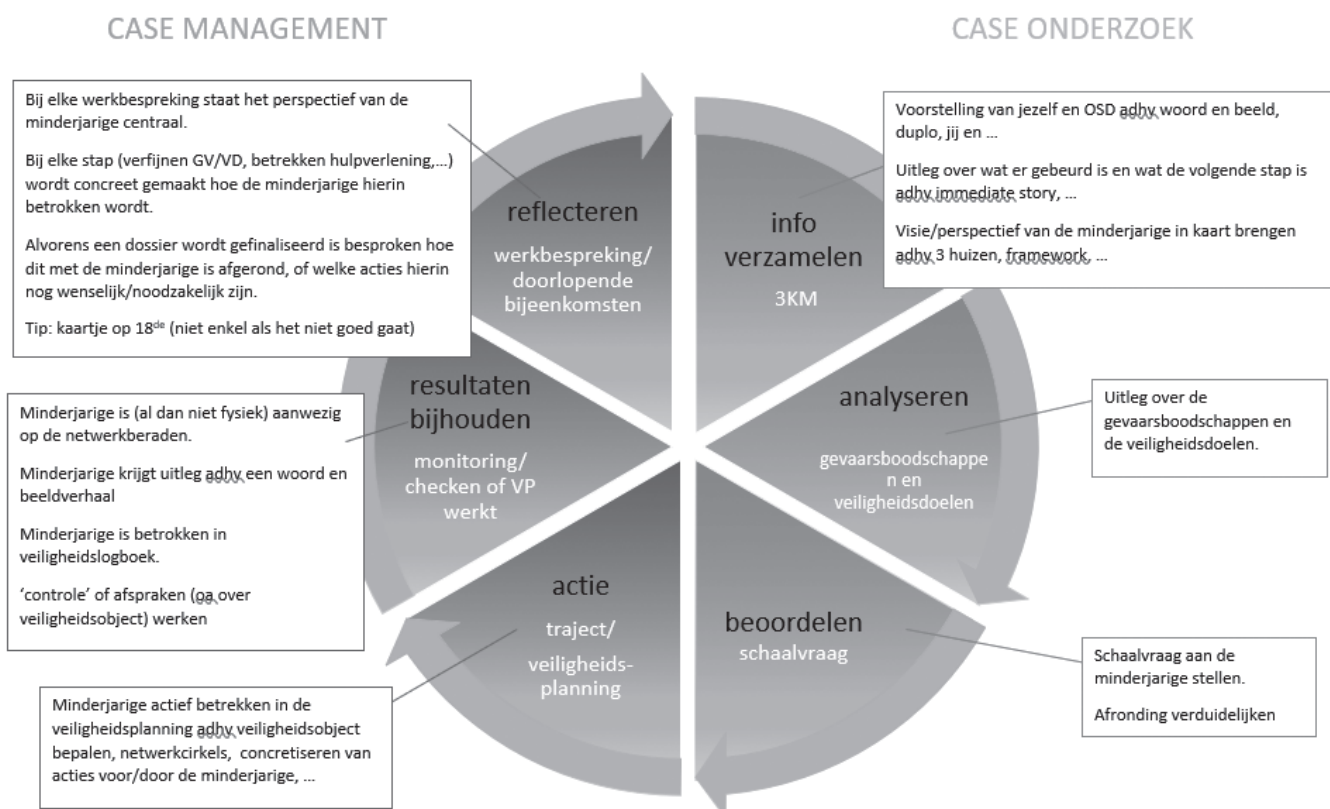 CASE MANAGEMENT
CASE ONDERZOEK
Bij elke werkbespreking staat het perspectief van de
minderjarige centraal.
Bij elke stap (verfijnen GV/VD, betrekken hulpverlening,...)
wordt concreet gemaakt hoe de minderjarige hierin
betrokken wordt.
Alvorens een dossier wordt gefinaliseerd is besproken hoe
dit met de minderjarige is afgerond, of welke acties hierin
nog wenselijk/noodzakelijk zijn.
Tip: kaartje op 18de (niet enkel als het niet goed gaat)
reflecteren
werkbespreking/
doorlopende
bijeenkomsten
info
verzamelen
3KM
Voorstelling van jezelf en OSD adhv woord en beeld,
duplo, jij en ...
Uitleg over wat er gebeurd is en wat de volgende stap is
adhv immediate story, ...
Visie/perspectief van de minderjarige in kaart brengen
adhv 3 huizen, framework, ...
Minderjarige is (al dan niet fysiek) aanwezig
op de netwerkberaden.
Minderjarige krijgt uitleg adhv een woord en
beeldverhaal
Minderjarige is betrokken in
veiligheidslogboek.
‘controle’ of afspraken (oa over
veiligheidsobject) werken
resultaten
bijhouden
monitoring/
checken of VP
werkt
analyseren
gevaarsboodschappe
n en
veiligheidsdoelen
Uitleg over de
gevaarsboodschappen en
de veiligheidsdoelen.
actie
traject/
veiligheids-
planning
beoordelen
schaalvraag
Schaalvraag aan de
minderjarige stellen.
Afronding verduidelijken
Minderjarige actief betrekken in de
veiligheidsplanning adhv veiligheidsobject
bepalen, netwerkcirkels, concretiseren van
acties voor/door de minderjarige, ...